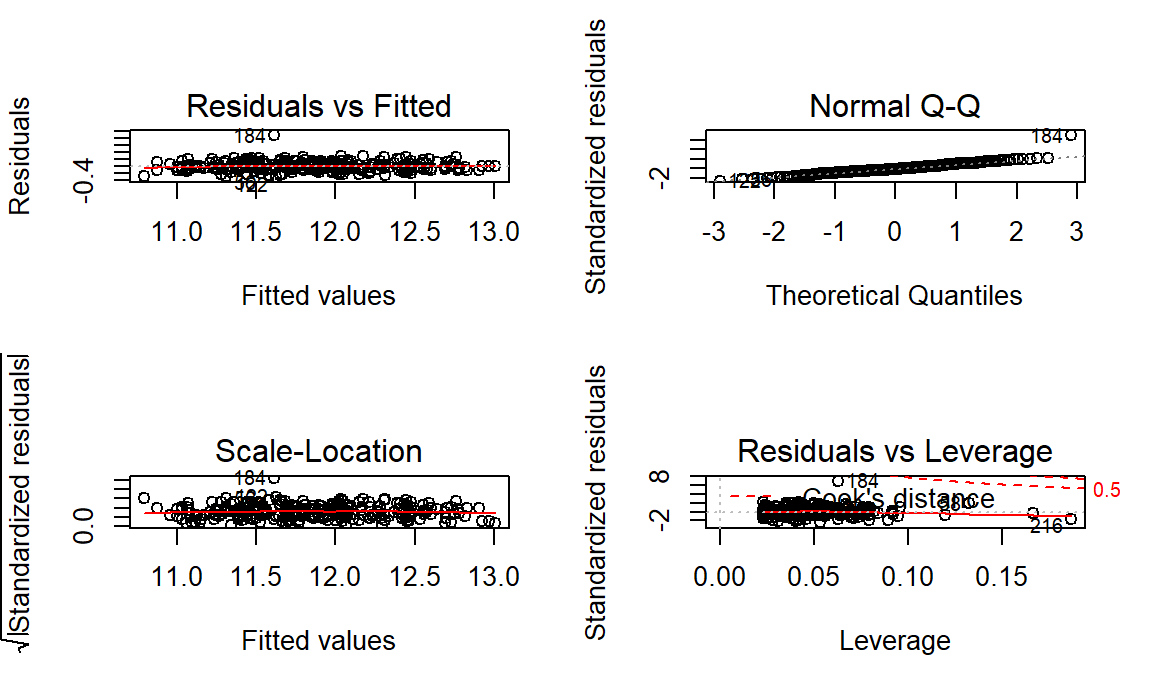 Residuals vs Fitted
Residuals
-0.4
184
122
11.0 11.5 12.0 12.5 13.0
Fitted values
Normal Q-Q
Standardized residuals
-2
184
-3 -2 -1 0 1 2 3
Theoretical Quantiles
Scale-Location
√|Standardized residuals|
0.0
184
11.0 11.5 12.0 12.5 13.0
Fitted values
Residuals vs Leverage
Standardized residuals
8
-2
184
Cook's distance
0.5
216
0.00 0.05 0.10 0.15
Leverage